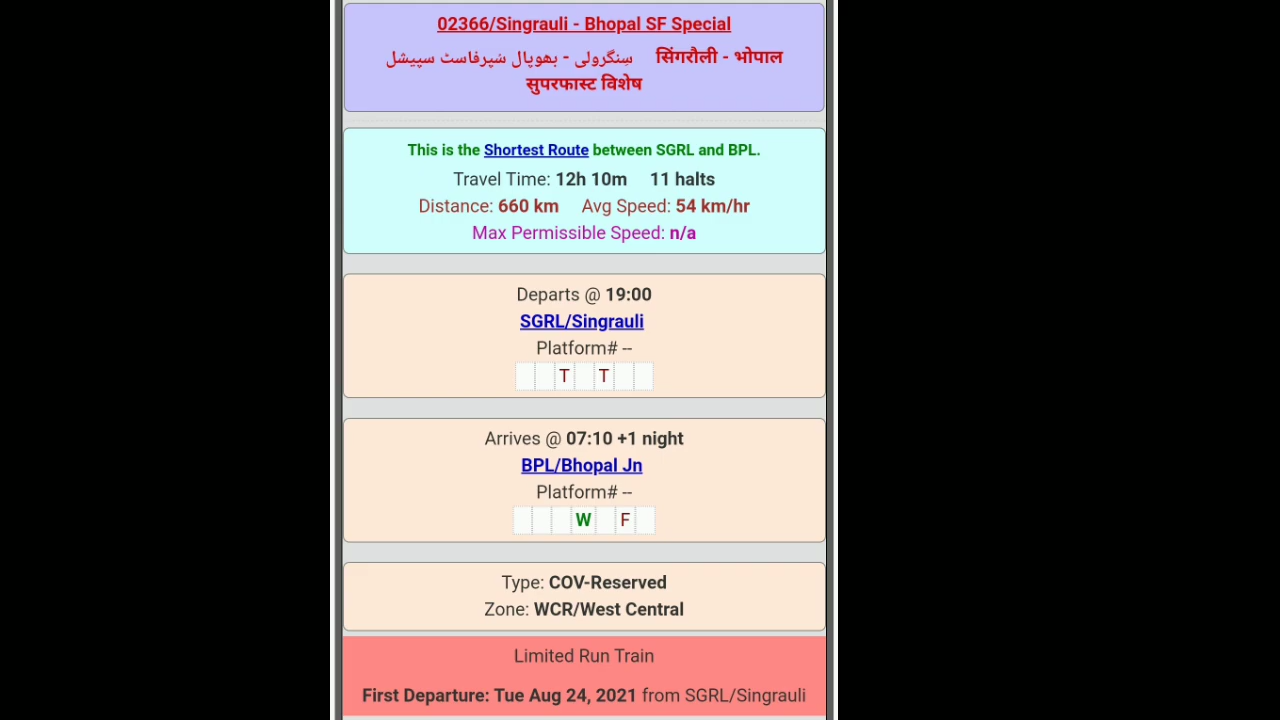 02366/Singrauli - Bhopal SF Special
سِنگرولی - بھوپال سُپرفاسٹ سپیشل सिंगरौली - भोपाल
सुपरफास्ट विशेष
This is the Shortest Route between SGRL and BPL.
Travel Time: 12h 10m 11 halts
Distance: 660 km Avg Speed: 54 km/hr
Max Permissible Speed: n/a
Departs @ 19:00
SGRL/Singrauli
Platform# --
T T
Arrives @ 07:10 +1 night
BPL/Bhopal Jn
Platform# --
W F
Type: COV-Reserved
Zone: WCR/West Central
Limited Run Train
First Departure: Tue Aug 24, 2021 from SGRL/Singrauli